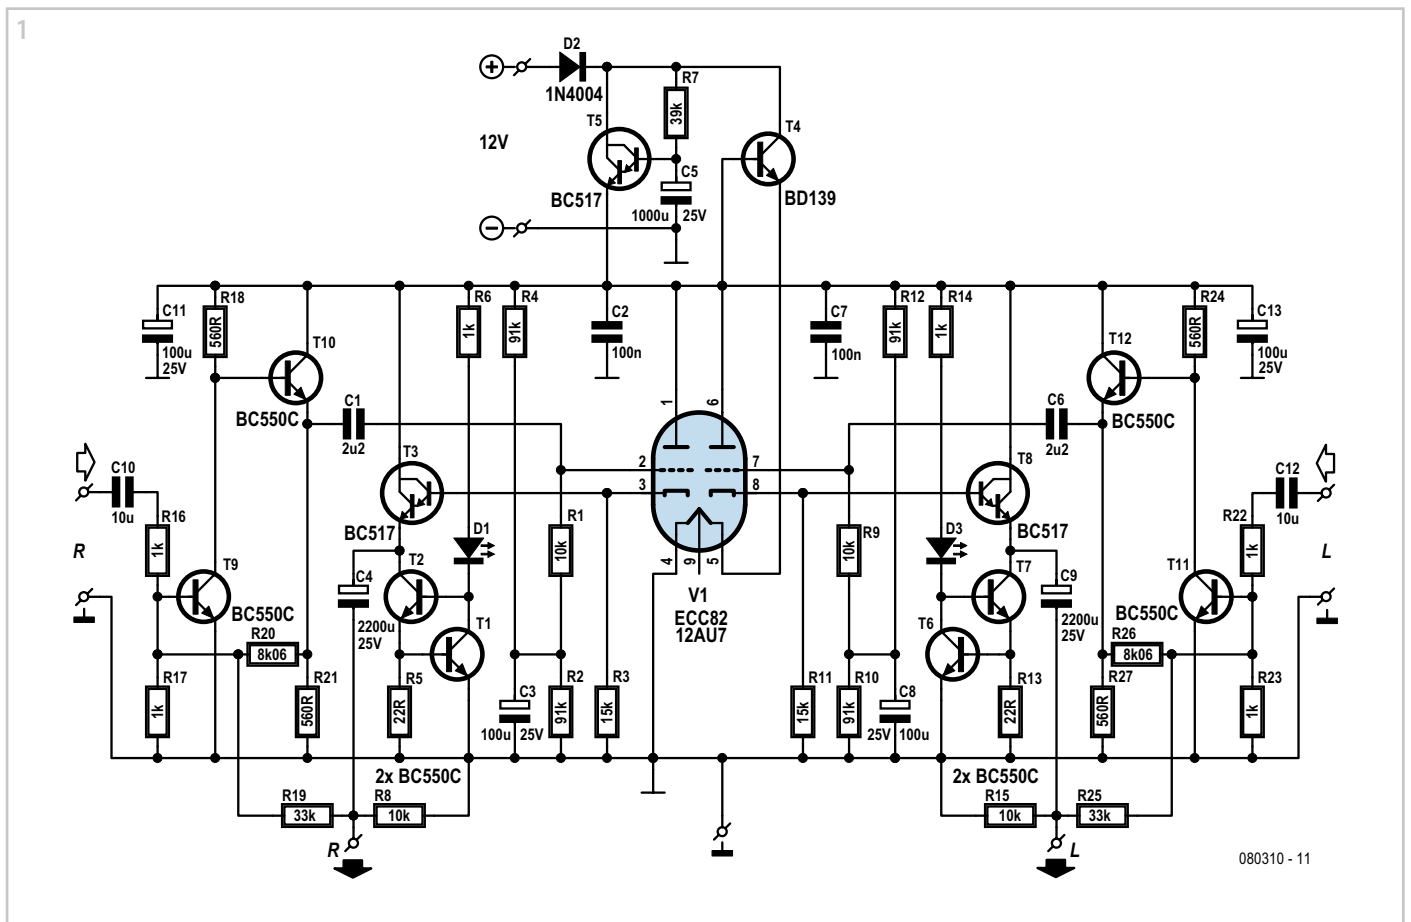 1
D2
1N4004
12V
R7
39k
T5
BC517
C5
1000u 25V
T4
BD139
C11
100u
25V
R18
560R
T10
BC550C
R6
1k
R4
91k
C2
100n
C7
100n
R12
91k
R14
1k
T12
BC550C
R24
560R
C13
100u
25V
C1
2u2
1
6
2
3
7
8
4
9
5
V1
ECC82
12AU7
C6
2u2
C10
10u
R
R16
1k
T9
BC550C
R17
1k
R20
8k06
R21
560R
T3
BC517
C4
2200u
25V
T2
D1
T1
R5
22R
C3
100u 25V
R1
10k
R2
91k
R3
15k
R11
15k
R9
10k
R10
91k
C8
25V 100u
D3
T6
T8
BC517
T7
C9
2200u
25V
R13
22R
T11
BC550C
R26
8k06
R27
560R
R22
1k
C12
10u
L
R23
1k
2x BC550C
2x BC550C
R19
33k
R8
10k
R
R15
10k
R25
33k
L
080310 - 11